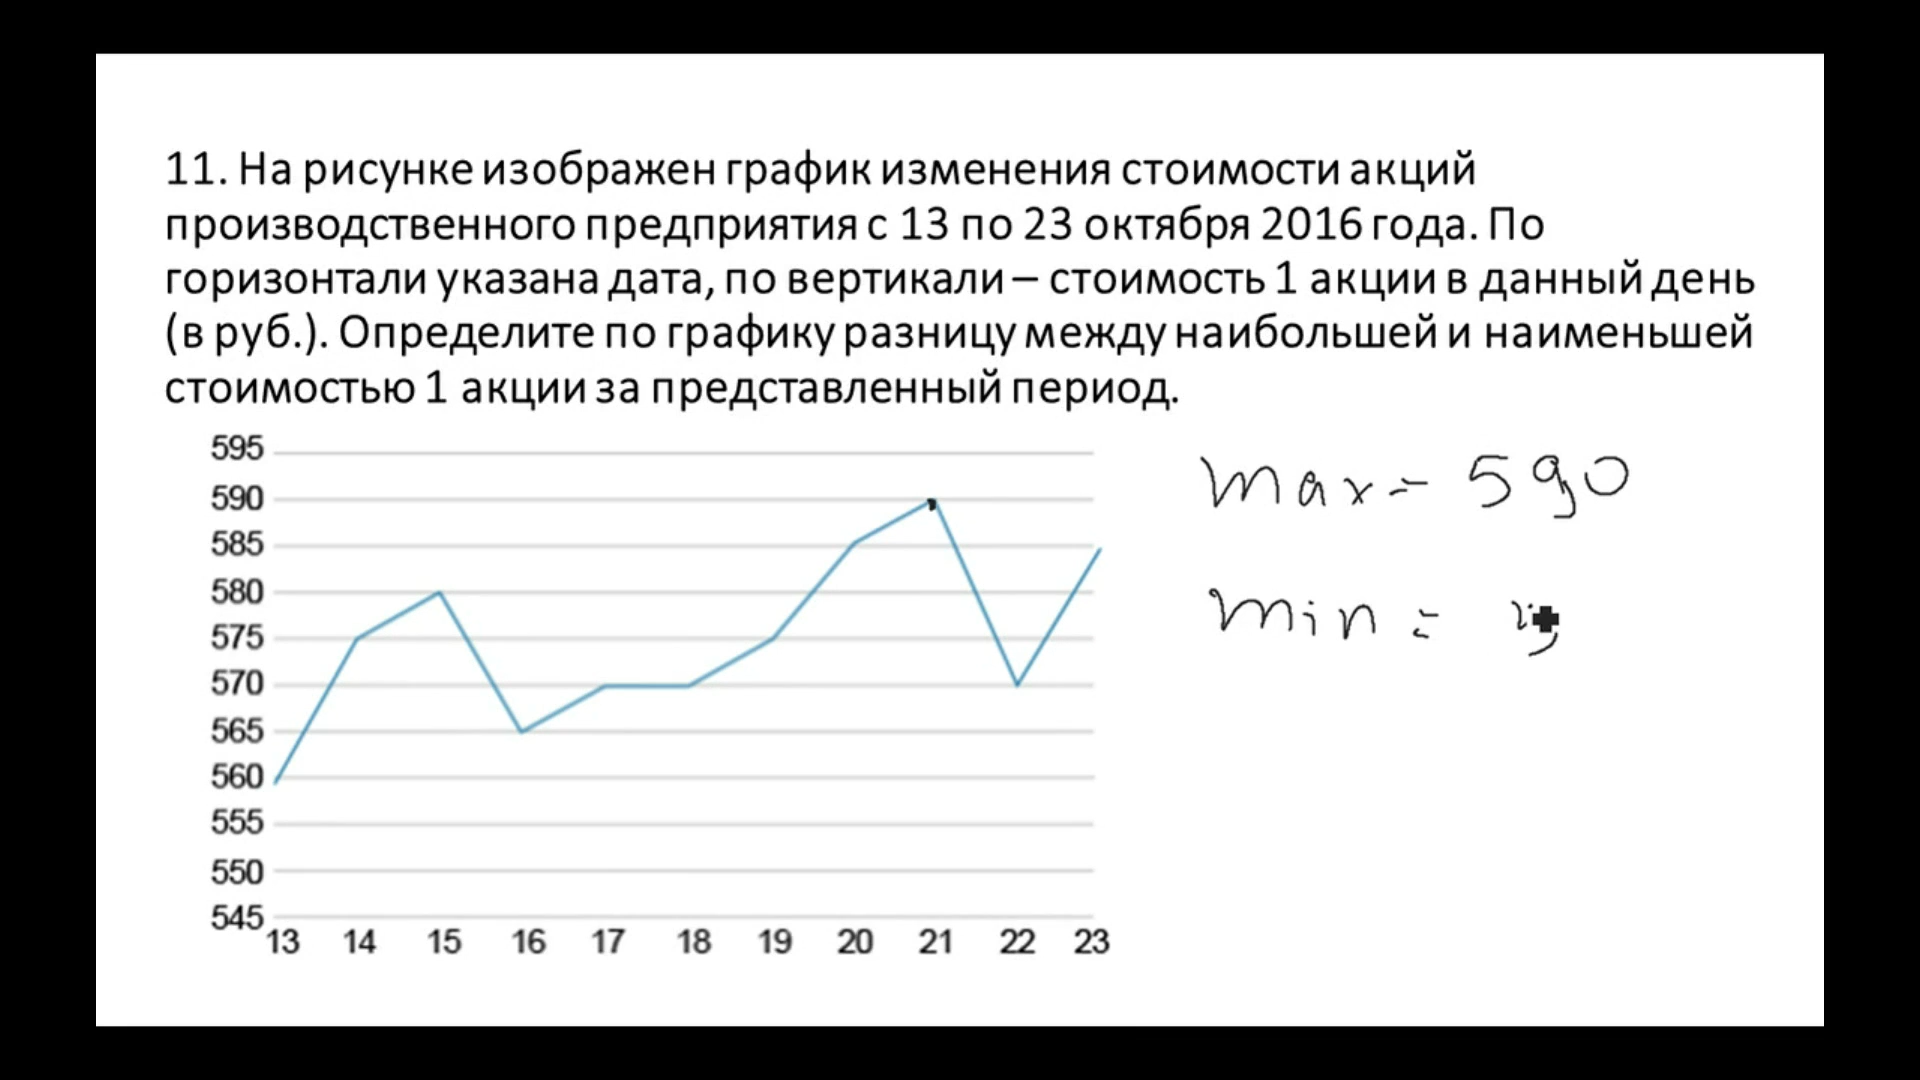 11. На рисунке изображен график изменения стоимости акций
производственного предприятия с 13 по 23 октября 2016 года. По
горизонтали указана дата, по вертикали – стоимость 1 акции в данный день
(в руб.). Определите по графику разницу между наибольшей и наименьшей
стоимостью 1 акции за представленный период.
595
590
585
580
575
570
565
560
555
550
545
13 14 15 16 17 18 19 20 21 22 23
max = 590
min =